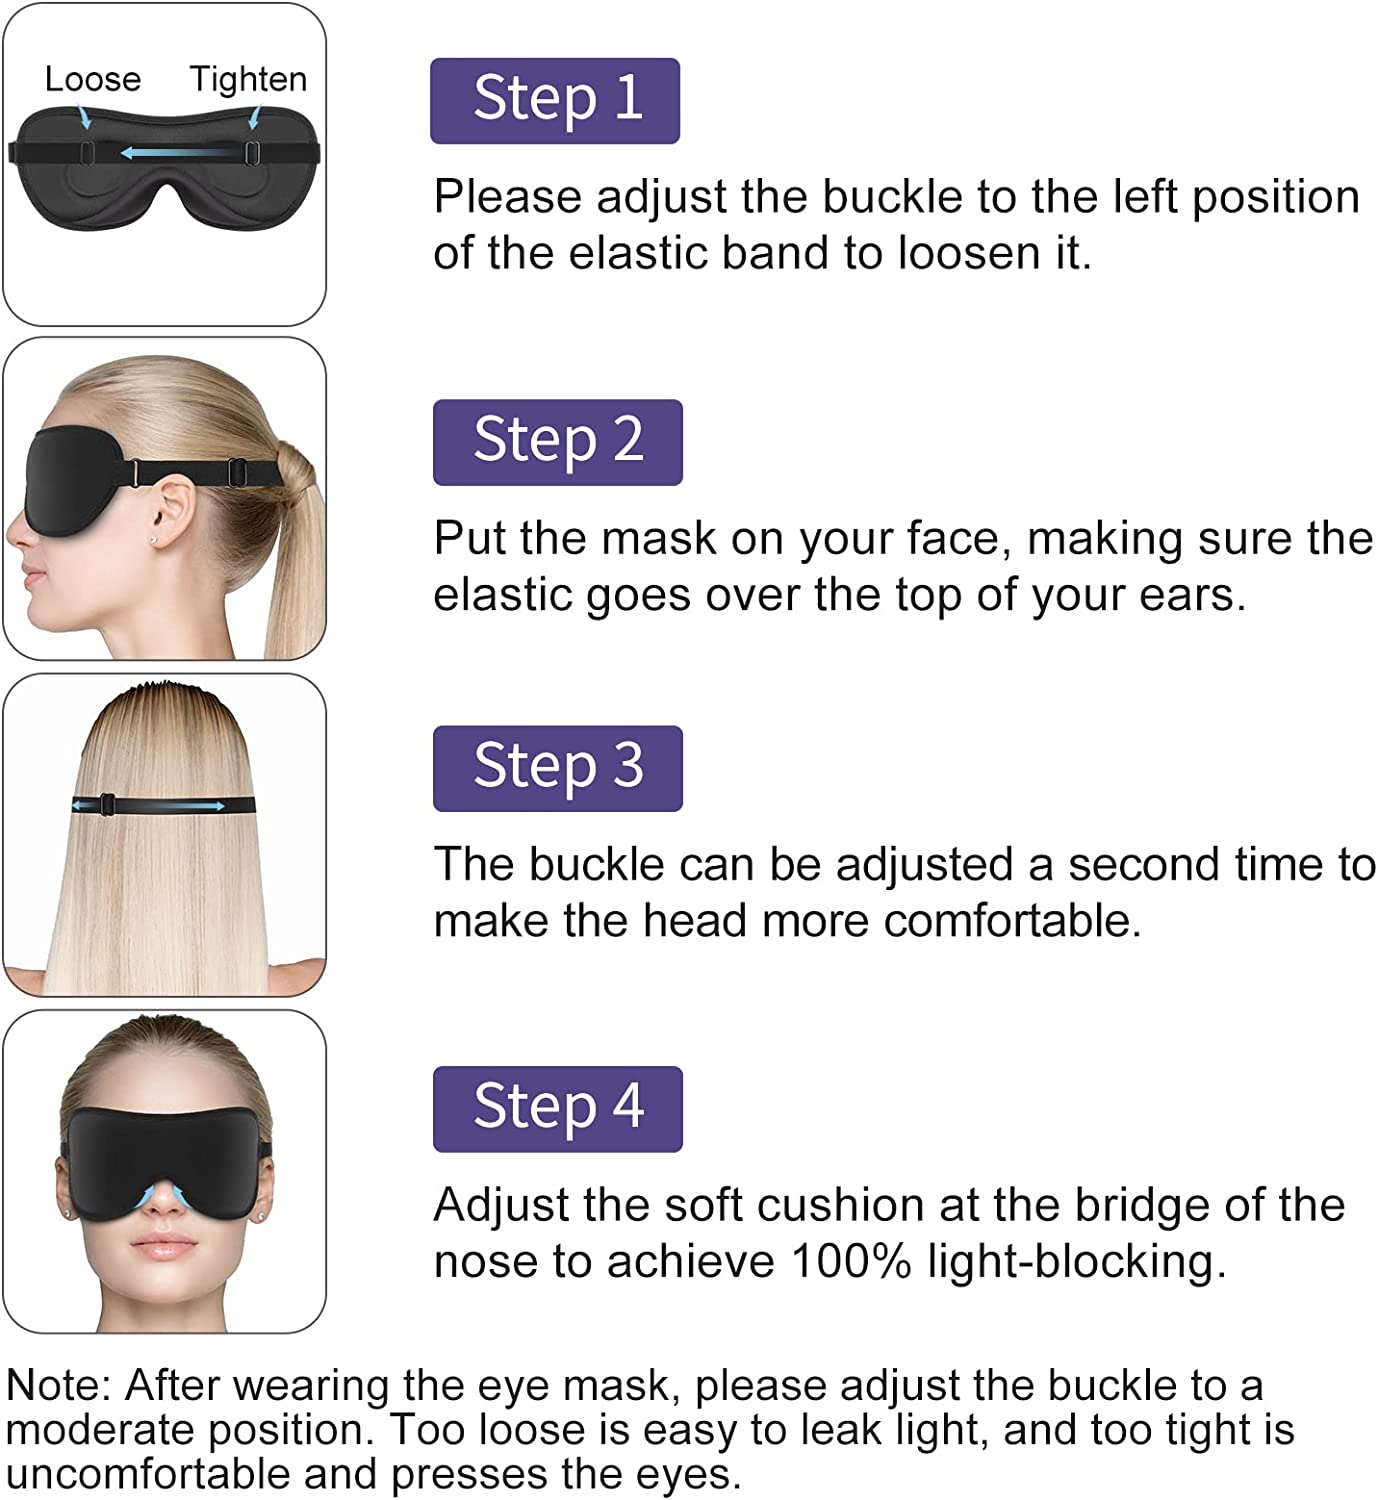 Loose Tighten
Step 1
Please adjust the buckle to the left position
of the elastic band to loosen it.
Step 2
Put the mask on your face, making sure the
elastic goes over the top of your ears.
Step 3
The buckle can be adjusted a second time to
make the head more comfortable.
Step 4
Adjust the soft cushion at the bridge of the
nose to achieve 100% light-blocking.
Note: After wearing the eye mask, please adjust the buckle to a
moderate position. Too loose is easy to leak light, and too tight is
uncomfortable and presses the eyes.